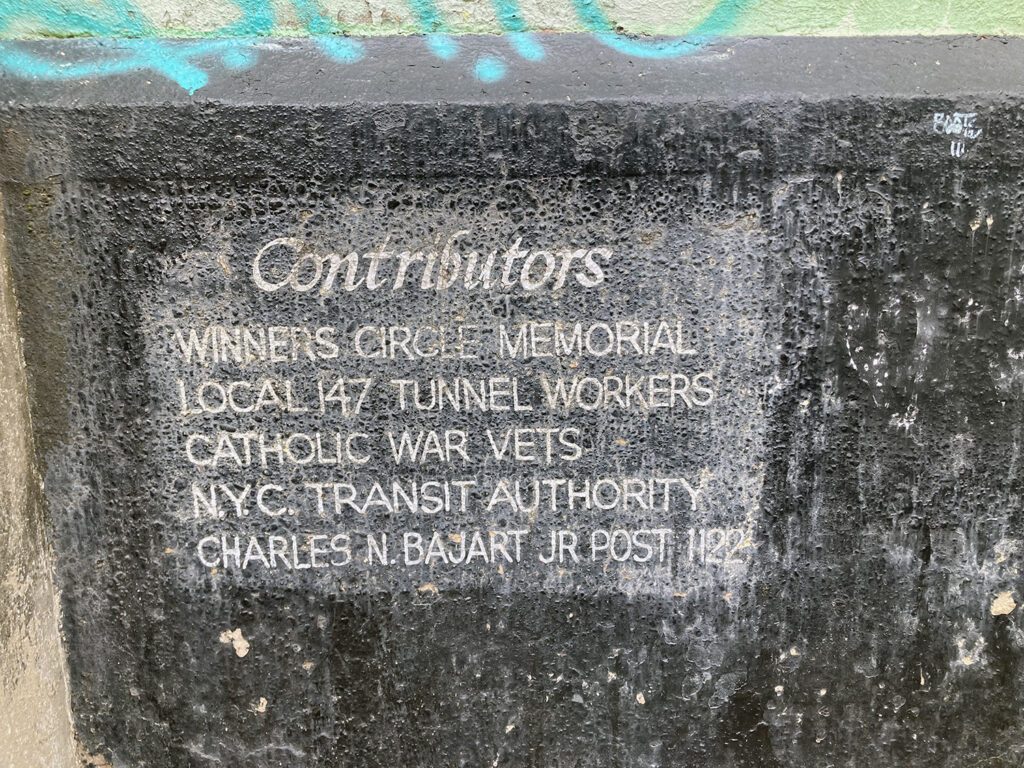 Contributors
WINNERS CIRCLE MEMORIAL
LOCAL 147 TUNNEL WORKERS
CATHOLIC WAR VETS
N.Y.C. TRANSIT AUTHORITY
CHARLES N. BAJART JR POST 1122